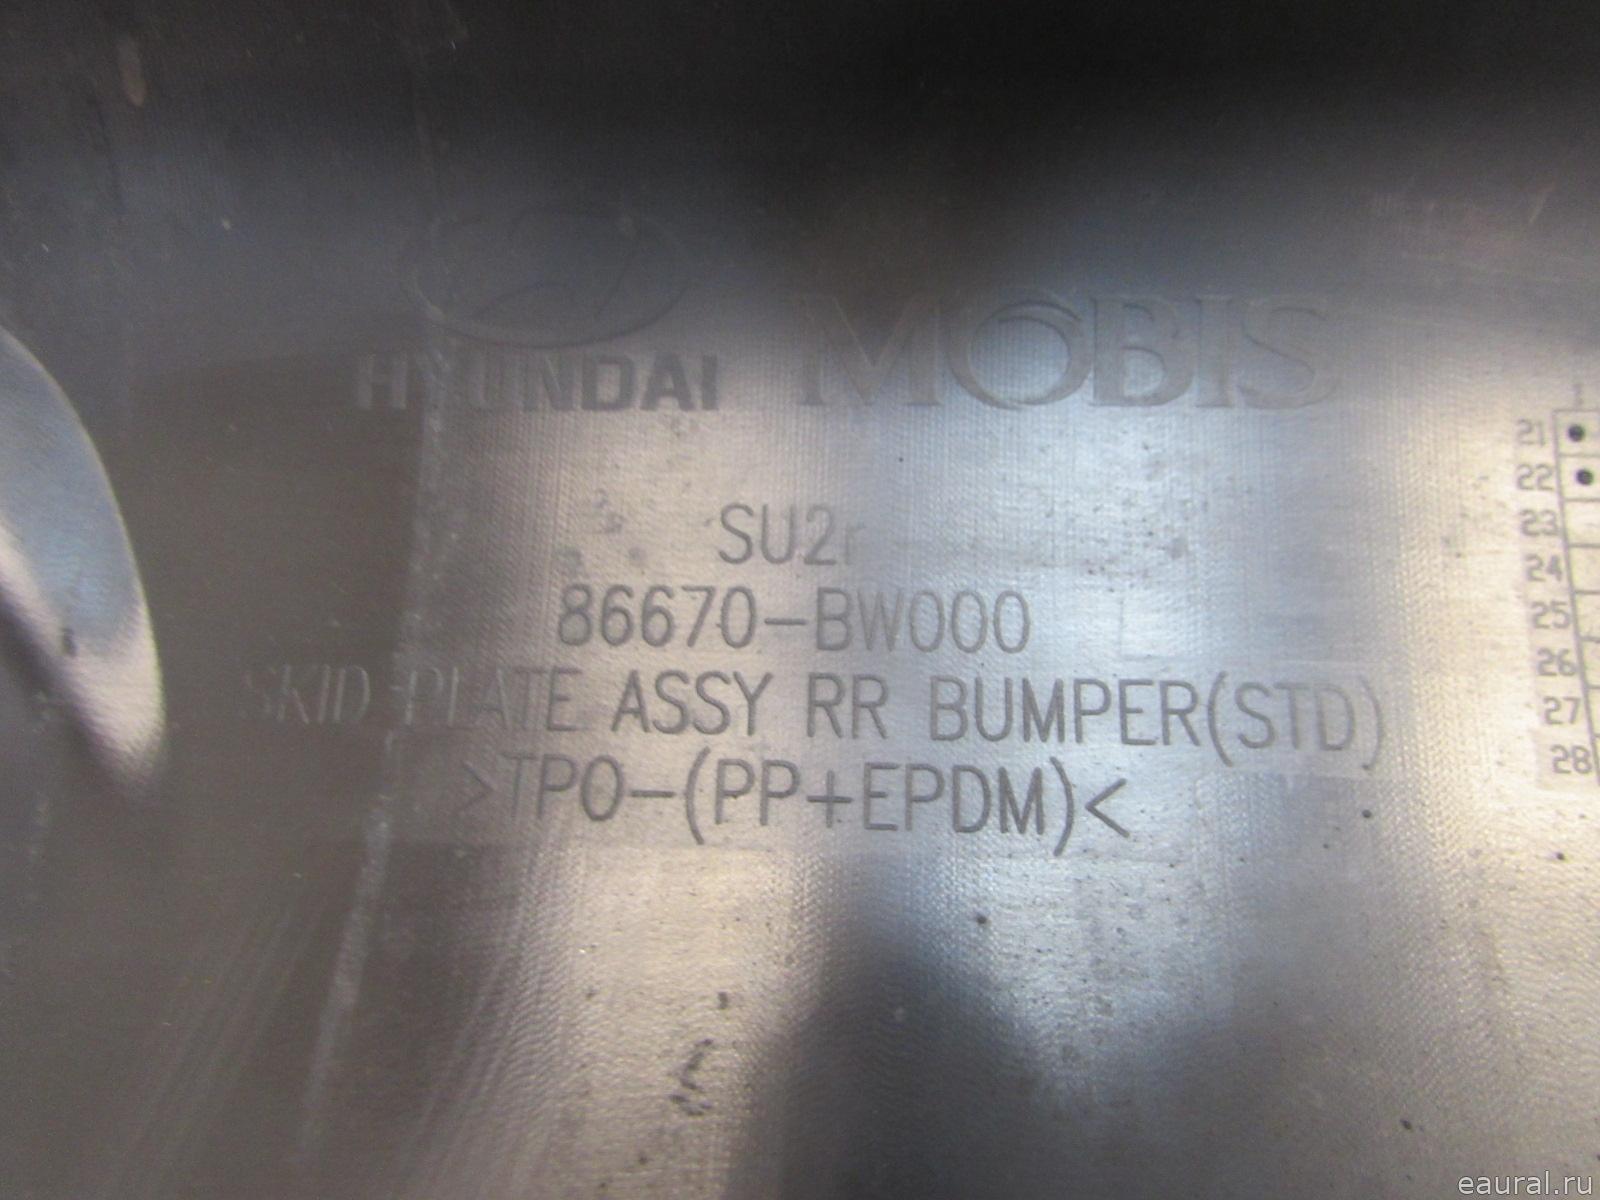 HYUNDAI MOBIS
SU2r
86670-BW000
SKID PLATE ASSY RR BUMPER(STD)
>TPO-(PP+EPDM)<
1
21
22
23
24
25
26
27
28
eaural.ru